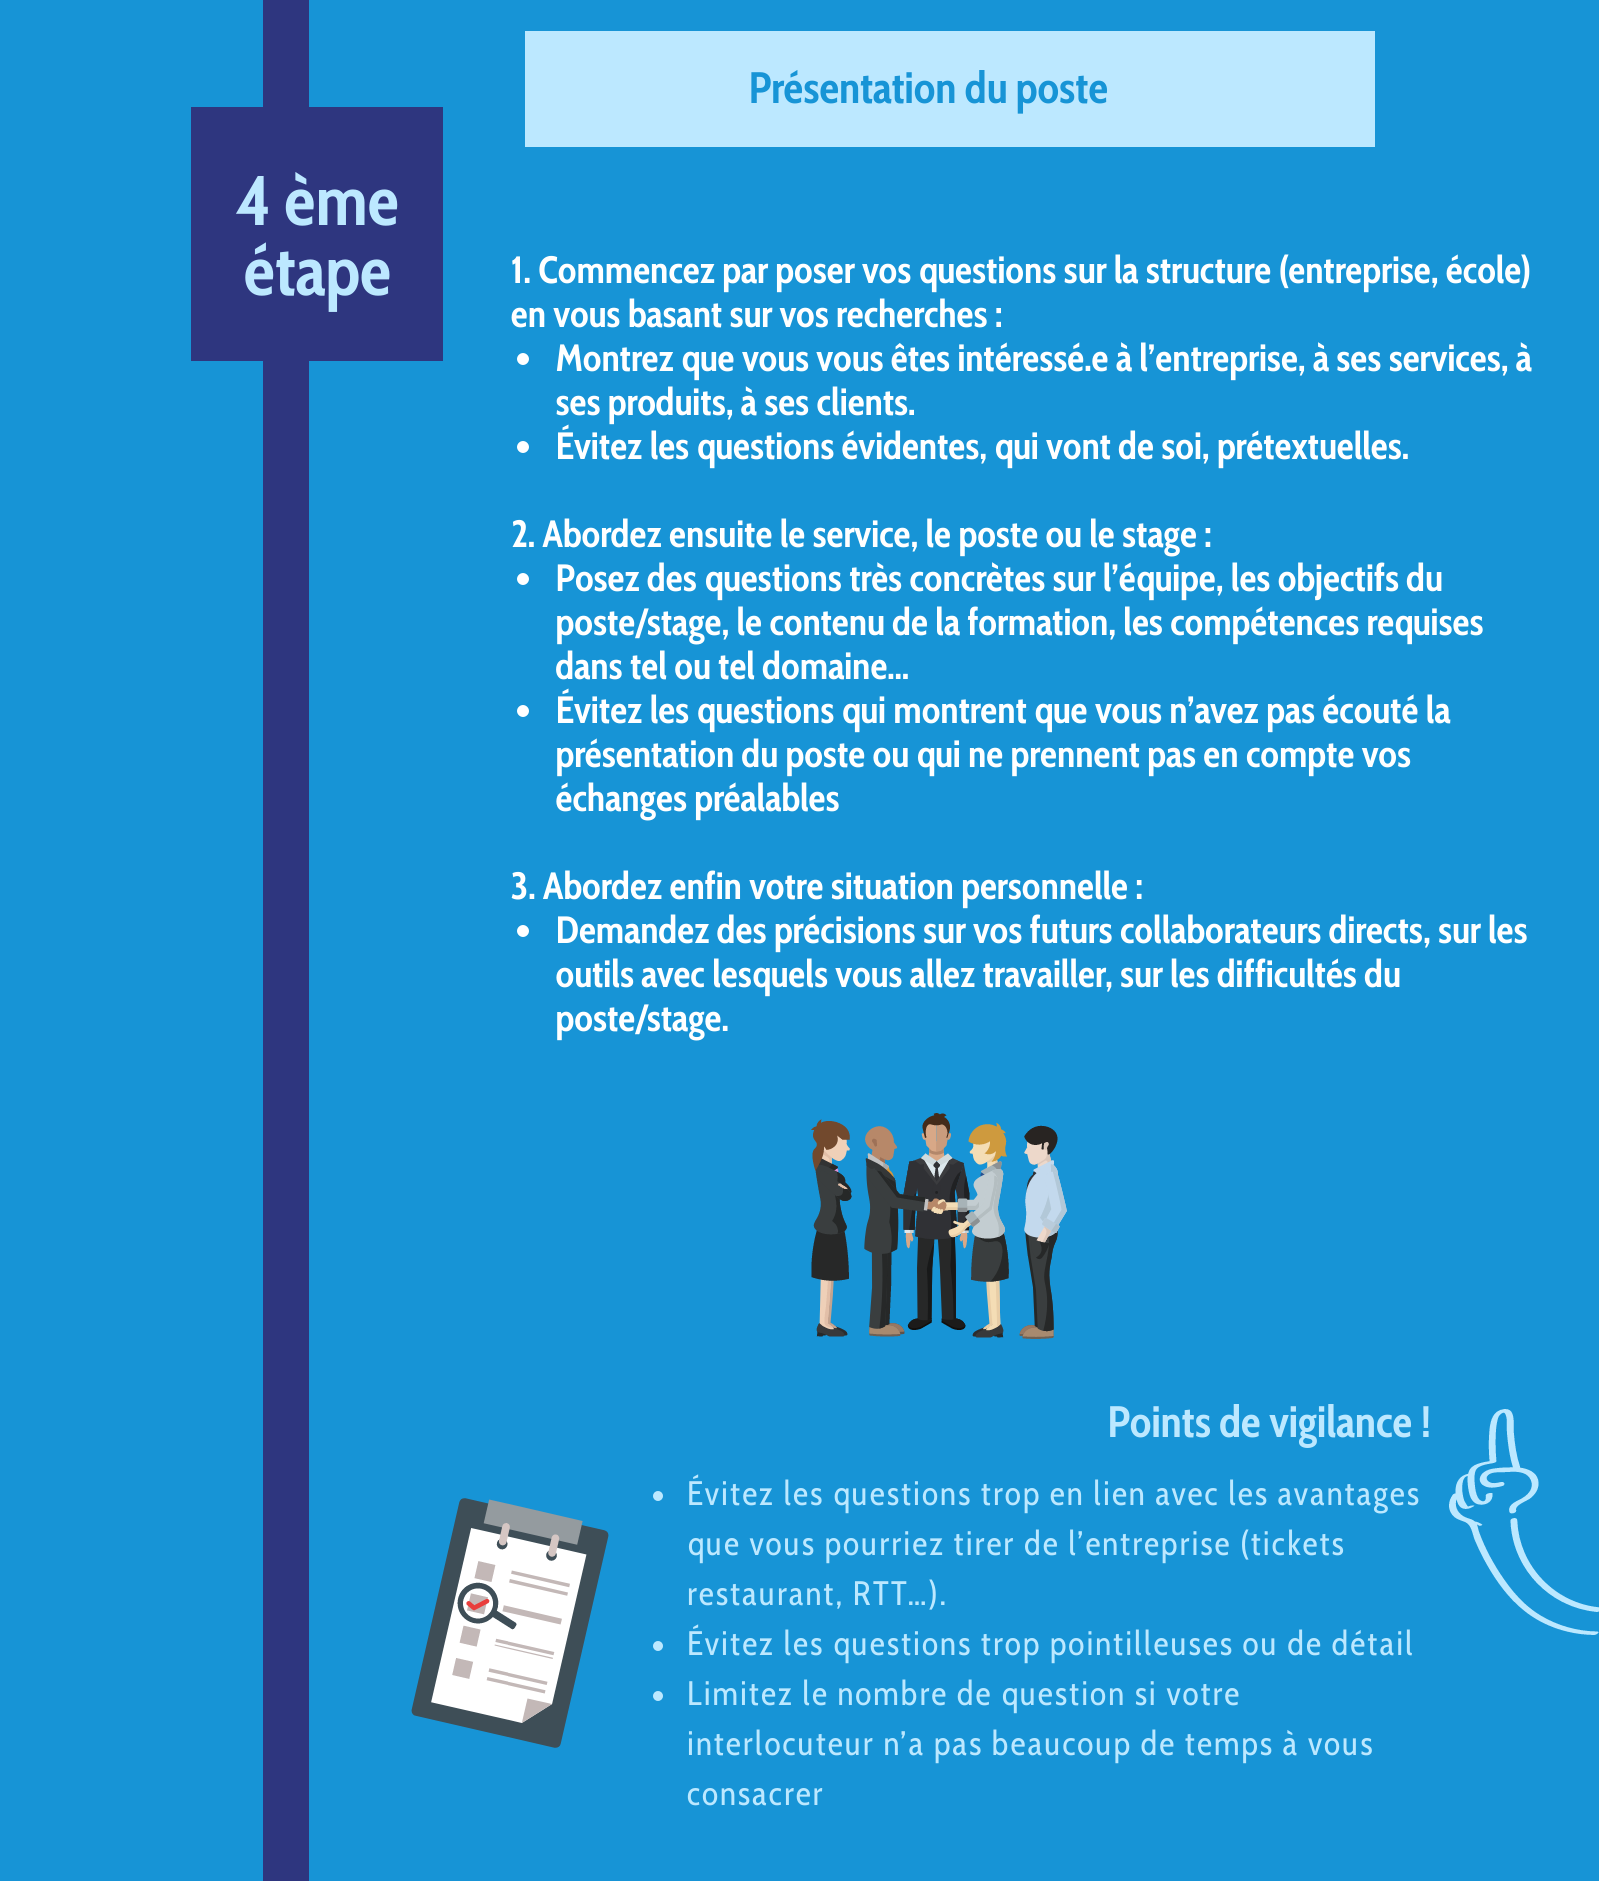 Présentation du poste
4 ème
étape
1. Commencez par poser vos questions sur la structure (entreprise, école)
en vous basant sur vos recherches :
• Montrez que vous vous êtes intéressé.e à l’entreprise, à ses services, à
ses produits, à ses clients.
• Évitez les questions évidentes, qui vont de soi, prétextuelles.
2. Abordez ensuite le service, le poste ou le stage :
• Posez des questions très concrètes sur l’équipe, les objectifs du
poste/stage, le contenu de la formation, les compétences requises
dans tel ou tel domaine...
• Évitez les questions qui montrent que vous n’avez pas écouté la
présentation du poste ou qui ne prennent pas en compte vos
échanges préalables
3. Abordez enfin votre situation personnelle :
• Demandez des précisions sur vos futurs collaborateurs directs, sur les
outils avec lesquels vous allez travailler, sur les difficultés du
poste/stage.
Points de vigilance !
• Évitez les questions trop en lien avec les avantages
que vous pourriez tirer de l’entreprise (tickets
restaurant, RTT...).
• Évitez les questions trop pointilleuses ou de détail
• Limitez le nombre de question si votre
interlocuteur n’a pas beaucoup de temps à vous
consacrer